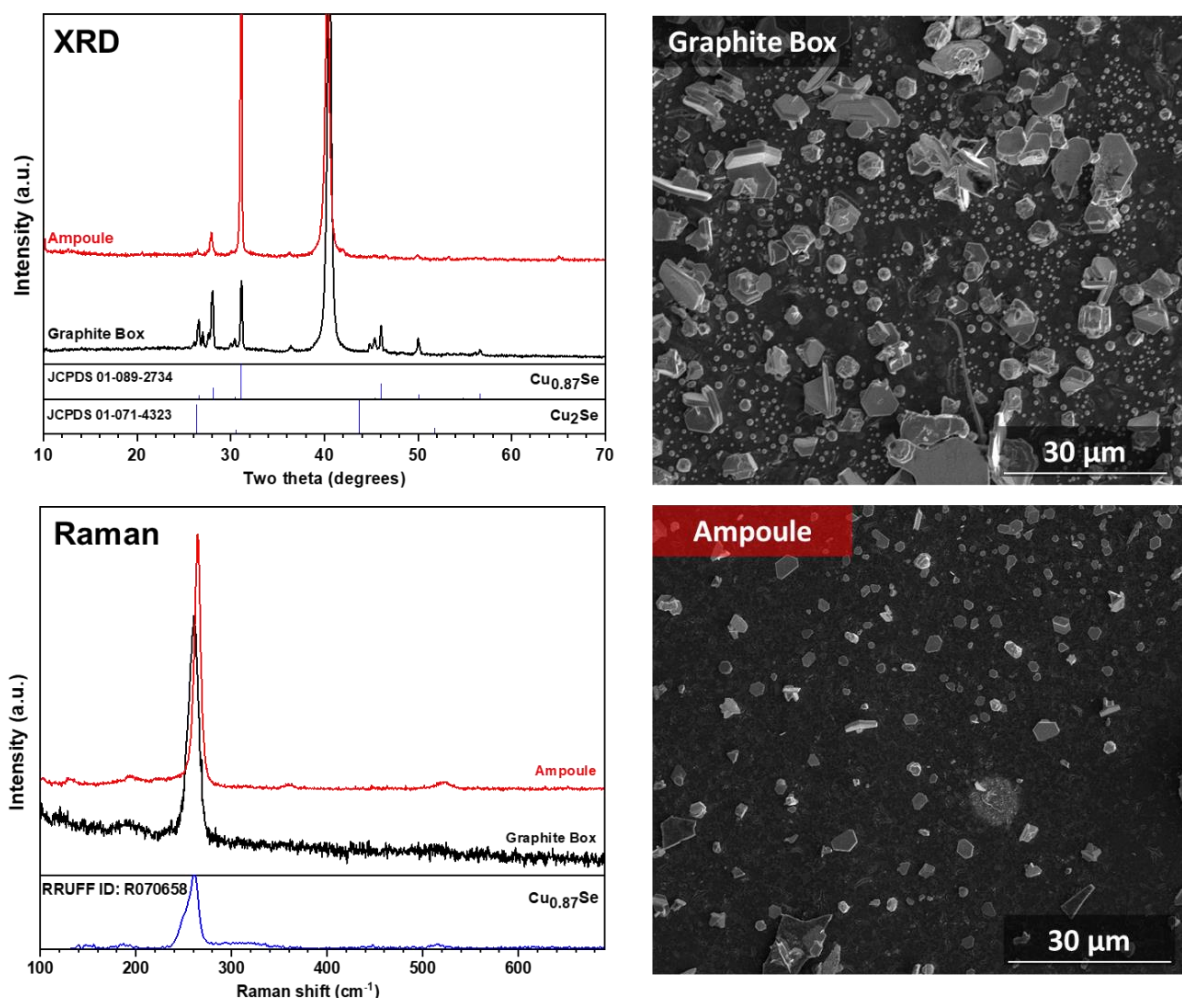 XRD
Intensity (a.u.)
Ampoule
Graphite Box
JCPDS 01-089-2734
Cu0.87Se
JCPDS 01-071-4323
Cu2Se
10 20 30 40 50 60 70
Two theta (degrees)
Graphite Box
30 µm
Raman
Intensity (a.u.)
Ampoule
Graphite Box
RRUFF ID: R070658
Cu0.87Se
100 200 300 400 500 600
Raman shift (cm-1)
Ampoule
30 µm